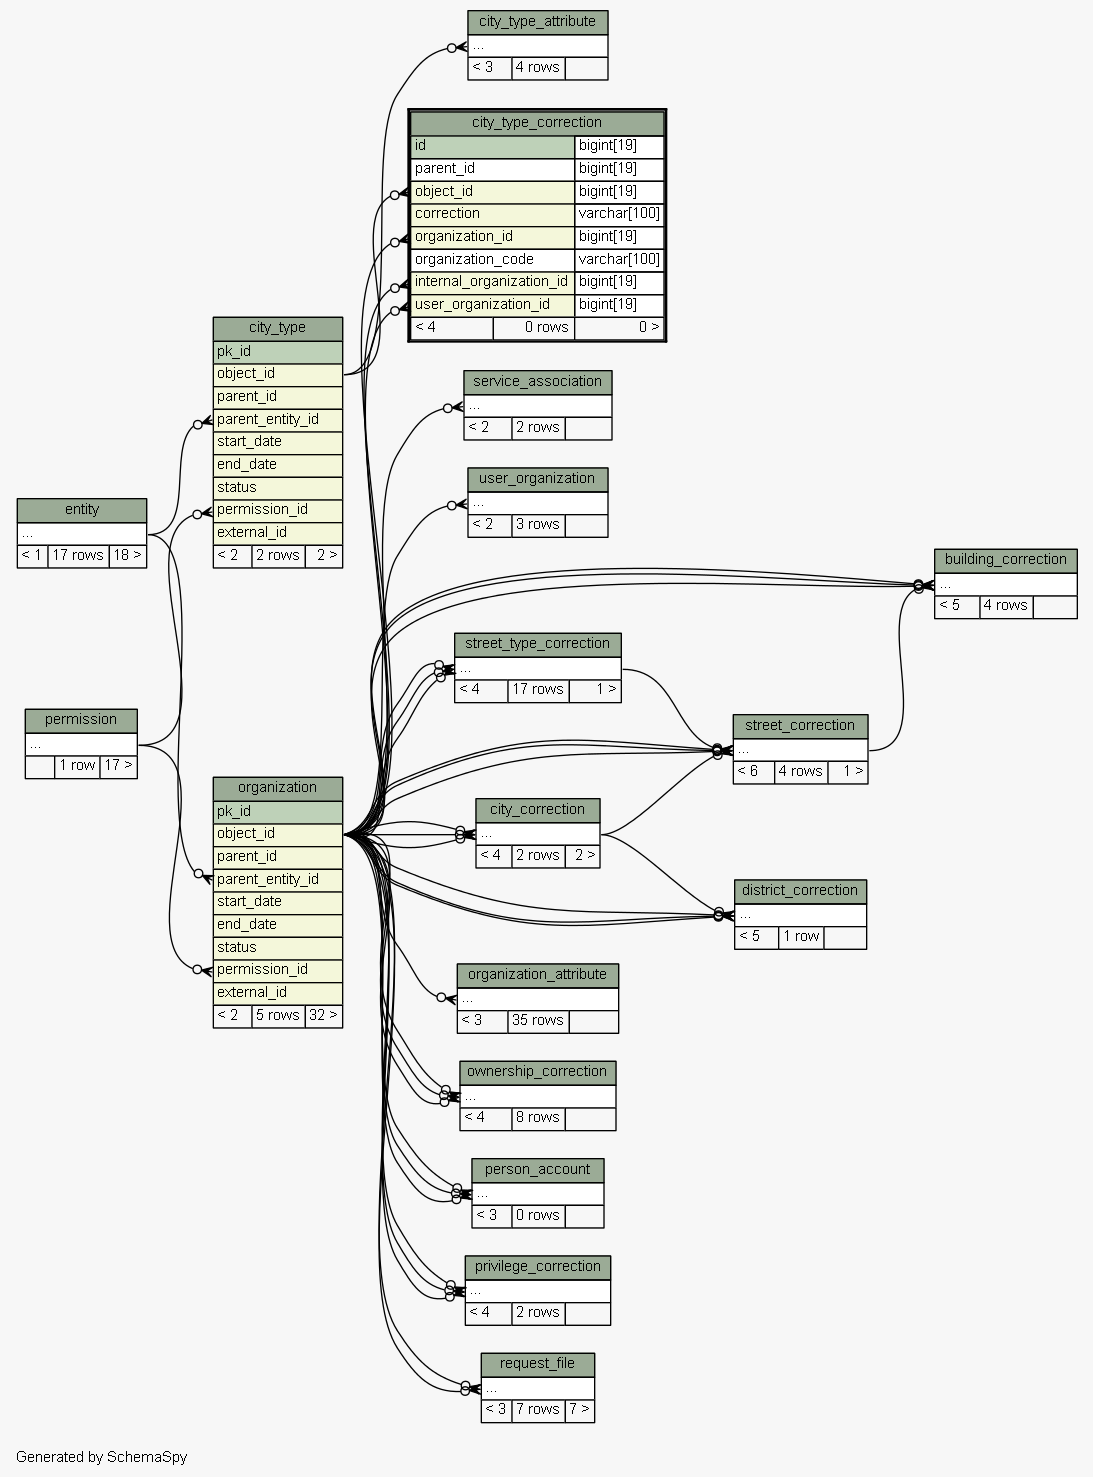 city_type_attribute
...
< 3 4 rows
city_type_correction
id bigint[19]
parent_id bigint[19]
object_id bigint[19]
correction varchar[100]
organization_id bigint[19]
organization_code varchar[100]
internal_organization_id bigint[19]
user_organization_id bigint[19]
< 4 0 rows 0 >
city_type
pk_id
object_id
parent_id
parent_entity_id
start_date
end_date
status
permission_id
external_id
< 2 2 rows 2 >
service_association
...
< 2 2 rows
user_organization
...
< 2 3 rows
entity
...
< 1 17 rows 18 >
building_correction
...
< 5 4 rows
street_type_correction
...
< 4 17 rows 1 >
permission
...
1 row 17 >
street_correction
...
< 6 4 rows 1 >
organization
pk_id
object_id
parent_id
parent_entity_id
start_date
end_date
status
permission_id
external_id
< 2 5 rows 32 >
city_correction
...
< 4 2 rows 2 >
district_correction
...
< 5 1 row
organization_attribute
...
< 3 35 rows
ownership_correction
...
< 4 8 rows
person_account
...
< 3 0 rows
privilege_correction
...
< 4 2 rows
request_file
...
< 3 7 rows 7 >
Generated by SchemaSpy